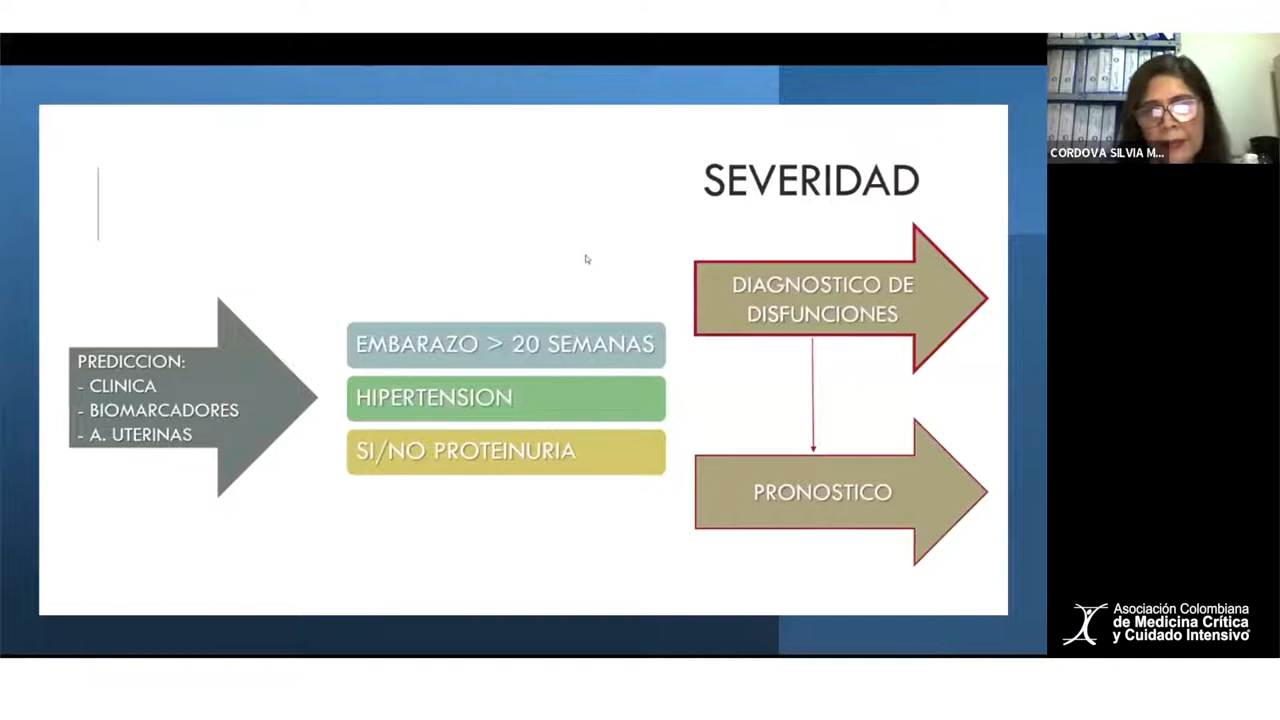 SEVERIDAD
PREDICCION:
- CLINICA
- BIOMARCADORES
- A. UTERINAS
EMBARAZO > 20 SEMANAS
HIPERTENSION
SI/NO PROTEINURIA
DIAGNOSTICO DE
DISFUNCIONES
PRONOSTICO
CORDOVA SILVIA M...
Asociación Colombiana
de Medicina Crítica
y Cuidado Intensivo